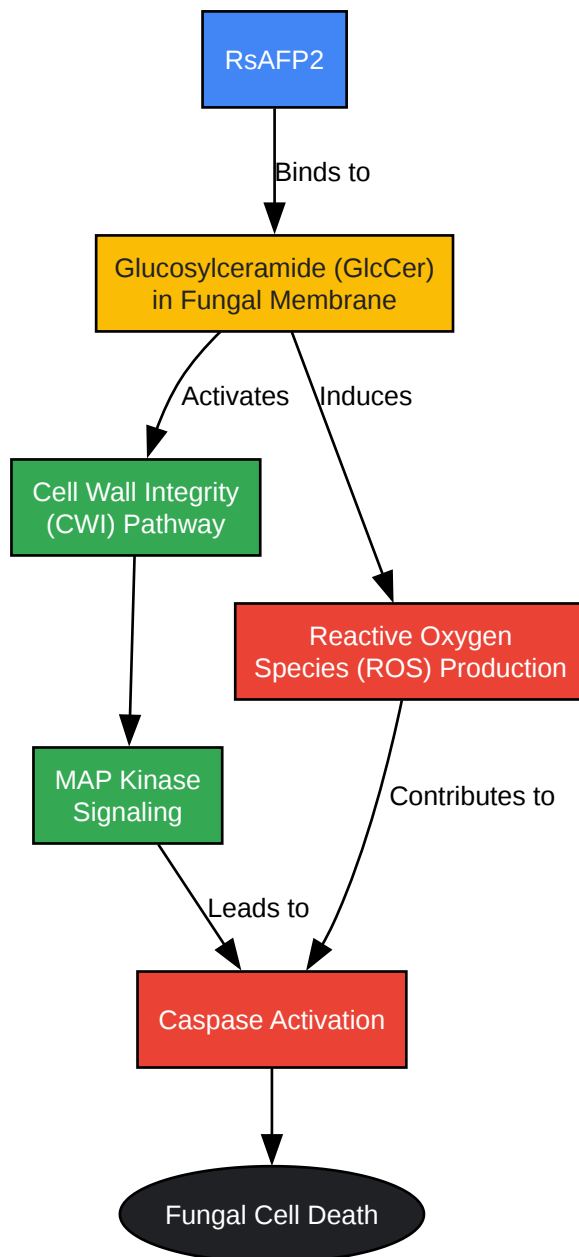 RsAFP2
Binds to
Glucosylceramide (GlcCer)
in Fungal Membrane
Activates
Induces
Cell Wall Integrity
(CWI) Pathway
Reactive Oxygen
Species (ROS) Production
MAP Kinase
Signaling
Contributes to
Leads to
Caspase Activation
Fungal Cell Death